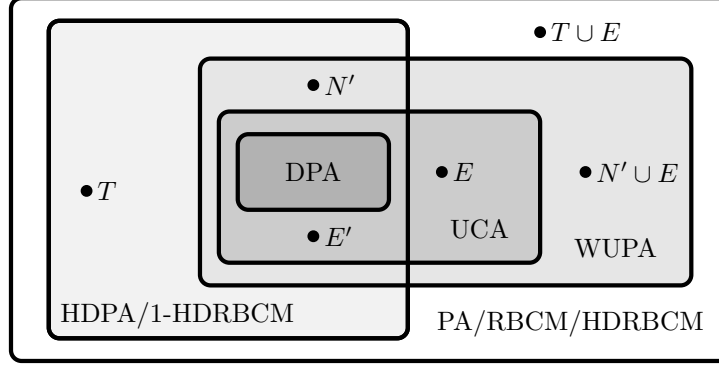 T ∪ E
N′
DPA
E
N′ ∪ E
T
E′
UCA
WUPA
HDPA/1-HDRBCM
PA/RBCM/HDRBCM